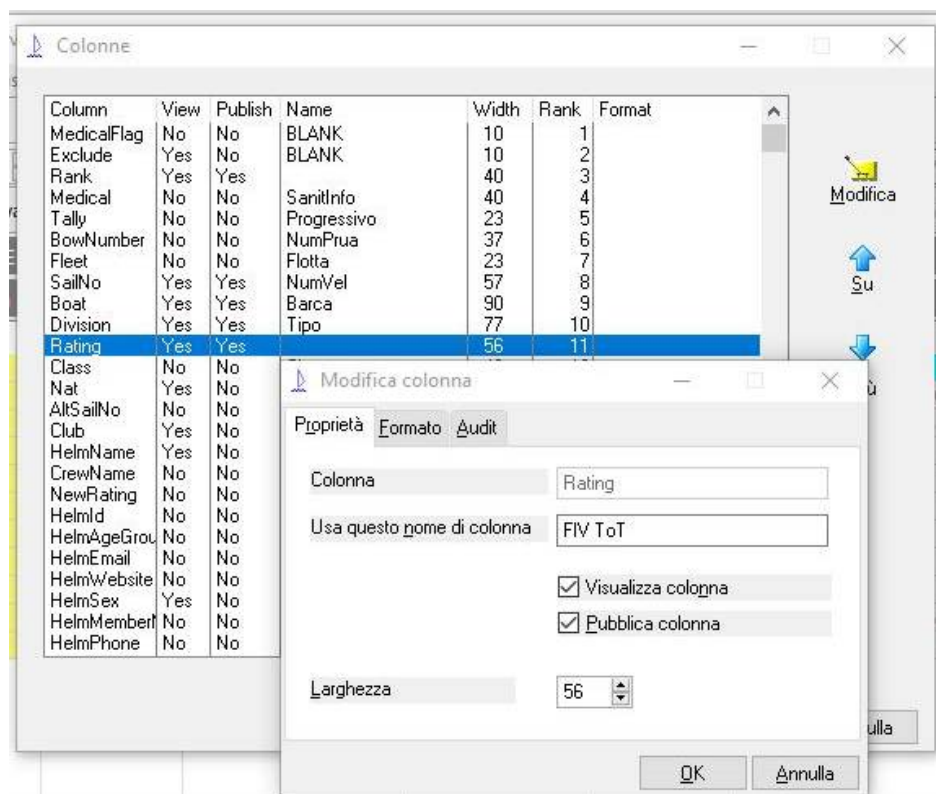 Colonne
Column View Publish Name Width Rank Format
MedicalFlag No No BLANK 10 1
Exclude Yes No BLANK 10 2
Rank Yes Yes 40 3
Medical No No SanitInfo 40 4
Tally No No Progressivo 23 5
BowNumber No No NumPrua 37 6
Fleet No No Flotta 23 7
SailNo Yes Yes NumVel 57 8
Boat Yes Yes Barca 90 9
Division Yes Yes Tipo 77 10
Rating Yes Yes 56 11
Class No No
Nat Yes No
AltSailNo No No
Club Yes No
HelmName Yes No
CrewName No No
NewRating No No
HelmId No No
HelmAgeGrou No No
HelmEmail No No
HelmWebsite No No
HelmSex Yes No
HelmMember No No
HelmPhone No No
Modifica
Su
ù
ulla
Modifica colonna
Proprietà Formato Audit
Colonna Rating
Usa questo nome di colonna FIV ToT
Visualizza colonna
Pubblica colonna
Larghezza 56
OK Annulla